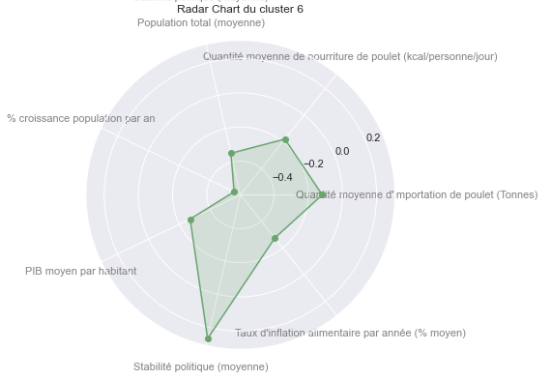 Radar Chart du cluster 6
Population total (moyenne)
Quantité moyenne de nourriture de poulet (kcal/personne/jour)
% croissance population par an
0.2
0.0
−0.2
−0.4
Quantité moyenne d'importation de poulet (Tonnes)
PIB moyen par habitant
Taux d'inflation alimentaire par année (% moyen)
Stabilité politique (moyenne)